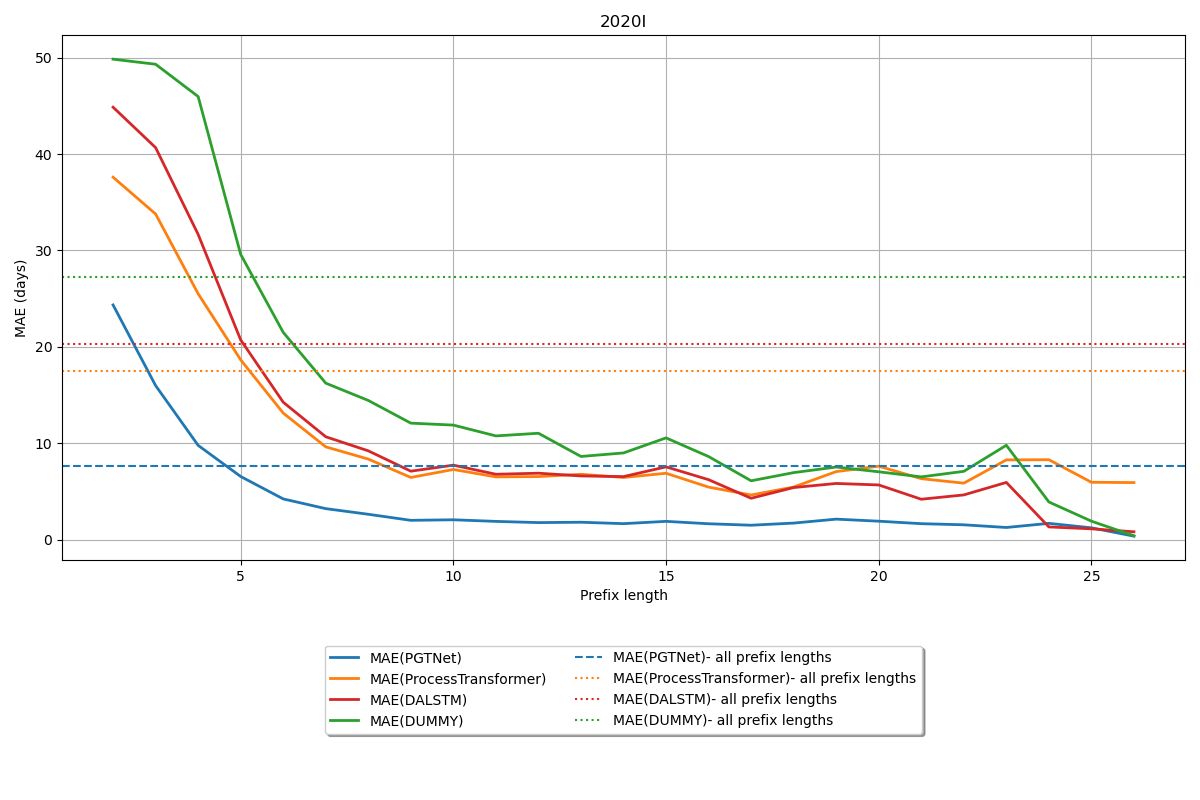 2020I
50
40
30
20
10
0
MAE (days)
5 10 15 20 25
Prefix length
MAE(PGTNet)
MAE(ProcessTransformer)
MAE(DALSTM)
MAE(DUMMY)
MAE(PGTNet)- all prefix lengths
MAE(ProcessTransformer)- all prefix lengths
MAE(DALSTM)- all prefix lengths
MAE(DUMMY)- all prefix lengths